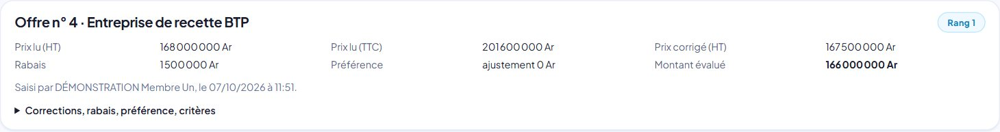 Offre n° 4 · Entreprise de recette BTP
Rang 1
Prix lu (HT) 168 000 000 Ar Prix lu (TTC) 201 600 000 Ar Prix corrigé (HT) 167 500 000 Ar
Rabais 1 500 000 Ar Préférence ajustement 0 Ar Montant évalué 166 000 000 Ar
Saisi par DÉMONSTRATION Membre Un, le 07/10/2026 à 11:51.
Corrections, rabais, préférence, critères